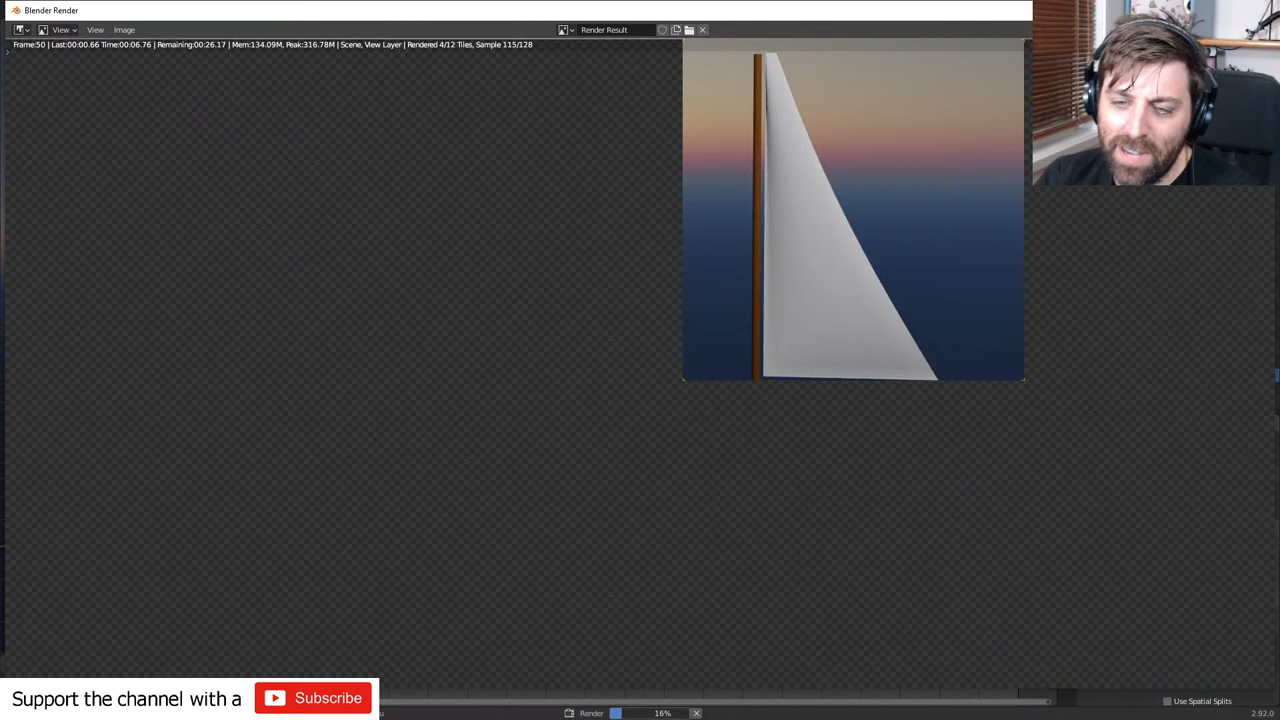 Blender Render
View View Image Render Result
Frame:50 | Last:00:00.66 Time:00:06.76 | Remaining:00:26.17 | Mem:134.09M, Peak:316.78M | Scene, View Layer | Rendered 4/12 Tiles, Sample 115/128
Support the channel with a Subscribe
Use Spatial Splits
Render 16% 2.92.0